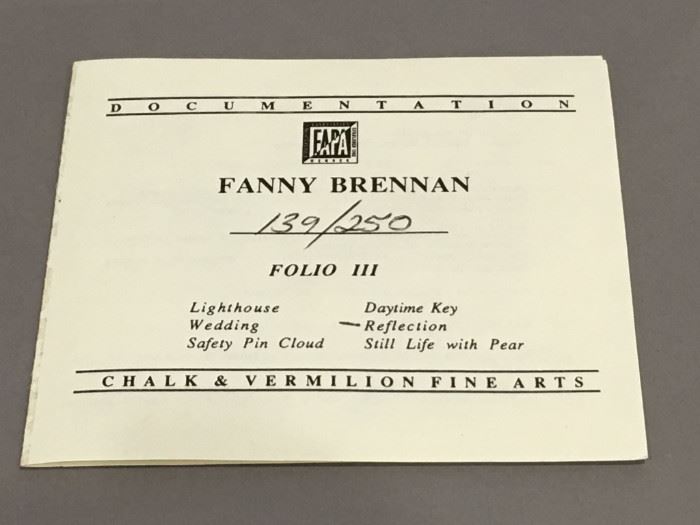 DOCUMENTATION
FAPA
MEMBER
FANNY BRENNAN
139/250
FOLIO III
Lighthouse Daytime Key
Wedding — Reflection
Safety Pin Cloud Still Life with Pear
CHALK & VERMILION FINE ARTS